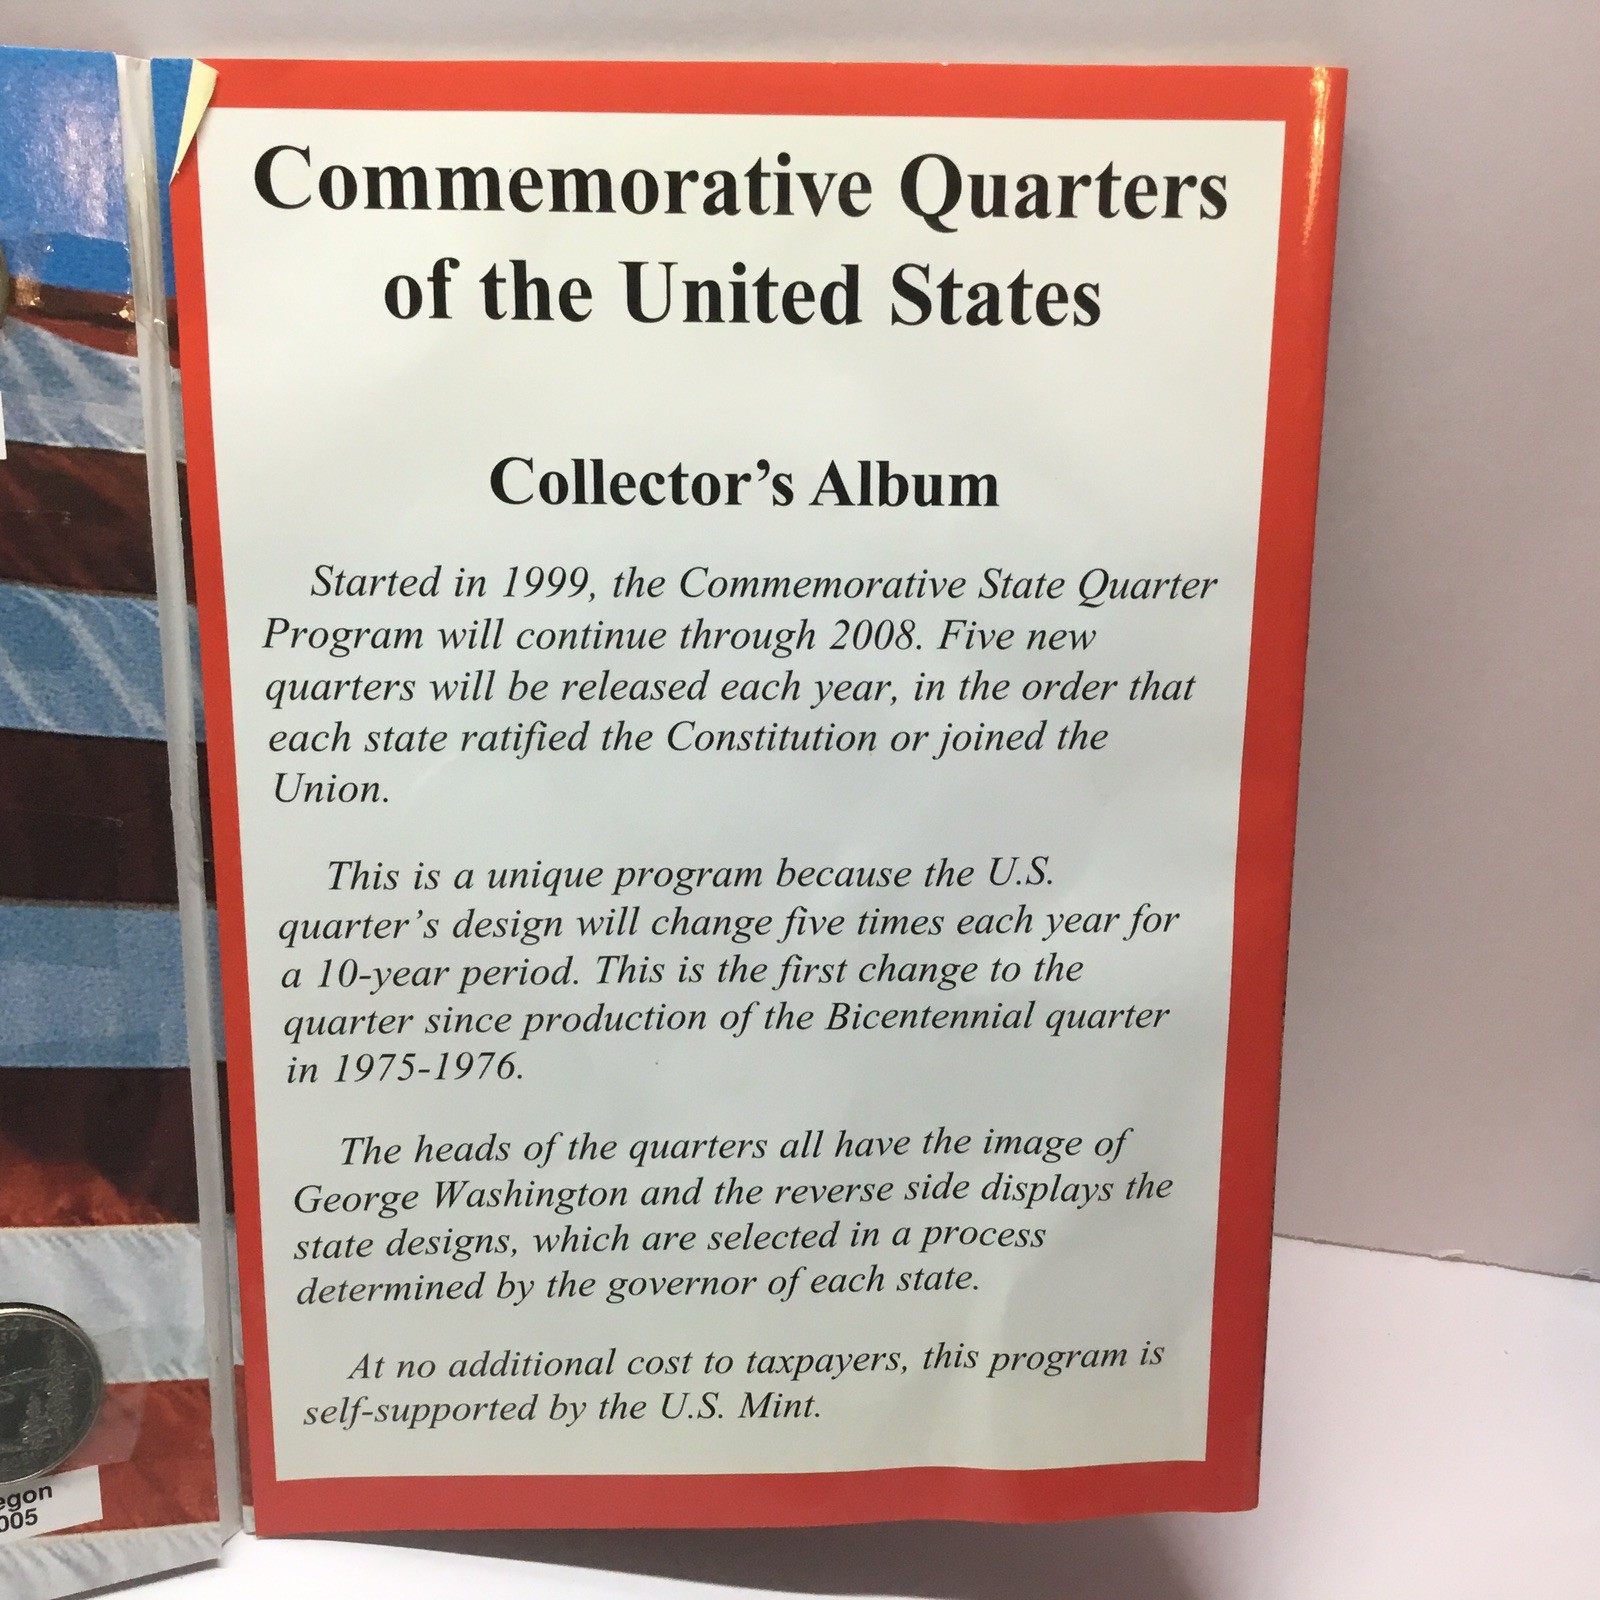 Commemorative Quarters
of the United States
Collector's Album
Started in 1999, the Commemorative State Quarter
Program will continue through 2008. Five new
quarters will be released each year, in the order that
each state ratified the Constitution or joined the
Union.
This is a unique program because the U.S.
quarter's design will change five times each year for
a 10-year period. This is the first change to the
quarter since production of the Bicentennial quarter
in 1975-1976.
The heads of the quarters all have the image of
George Washington and the reverse side displays the
state designs, which are selected in a process
determined by the governor of each state.
At no additional cost to taxpayers, this program is
self-supported by the U.S. Mint.
egon
005